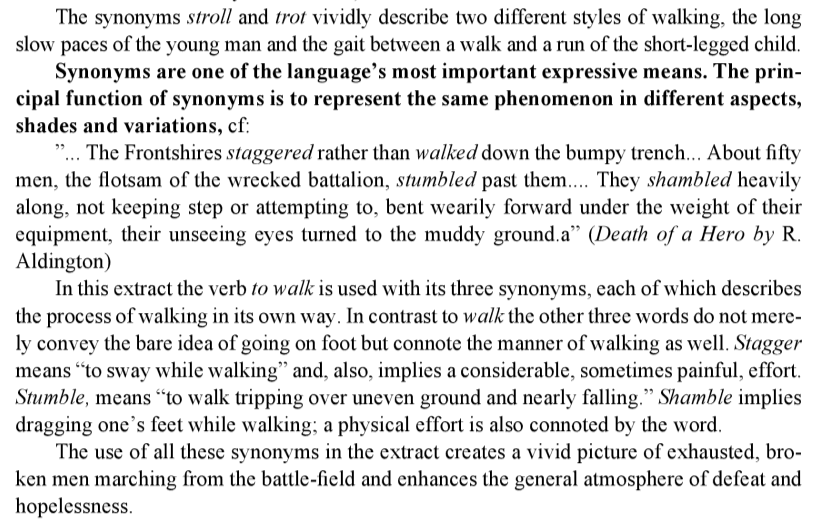 The synonyms stroll and trot vividly describe two different styles of walking, the long
slow paces of the young man and the gait between a walk and a run of the short-legged child.
Synonyms are one of the language’s most important expressive means. The prin-
cipal function of synonyms is to represent the same phenomenon in different aspects,
shades and variations, cf:
”... The Frontshires staggered rather than walked down the bumpy trench... About fifty
men, the flotsam of the wrecked battalion, stumbled past them.... They shambled heavily
along, not keeping step or attempting to, bent wearily forward under the weight of their
equipment, their unseeing eyes turned to the muddy ground.a” (Death of a Hero by R.
Aldington)
In this extract the verb to walk is used with its three synonyms, each of which describes
the process of walking in its own way. In contrast to walk the other three words do not mere-
ly convey the bare idea of going on foot but connote the manner of walking as well. Stagger
means “to sway while walking” and, also, implies a considerable, sometimes painful, effort.
Stumble, means “to walk tripping over uneven ground and nearly falling.” Shamble implies
dragging one’s feet while walking; a physical effort is also connoted by the word.
The use of all these synonyms in the extract creates a vivid picture of exhausted, bro-
ken men marching from the battle-field and enhances the general atmosphere of defeat and
hopelessness.